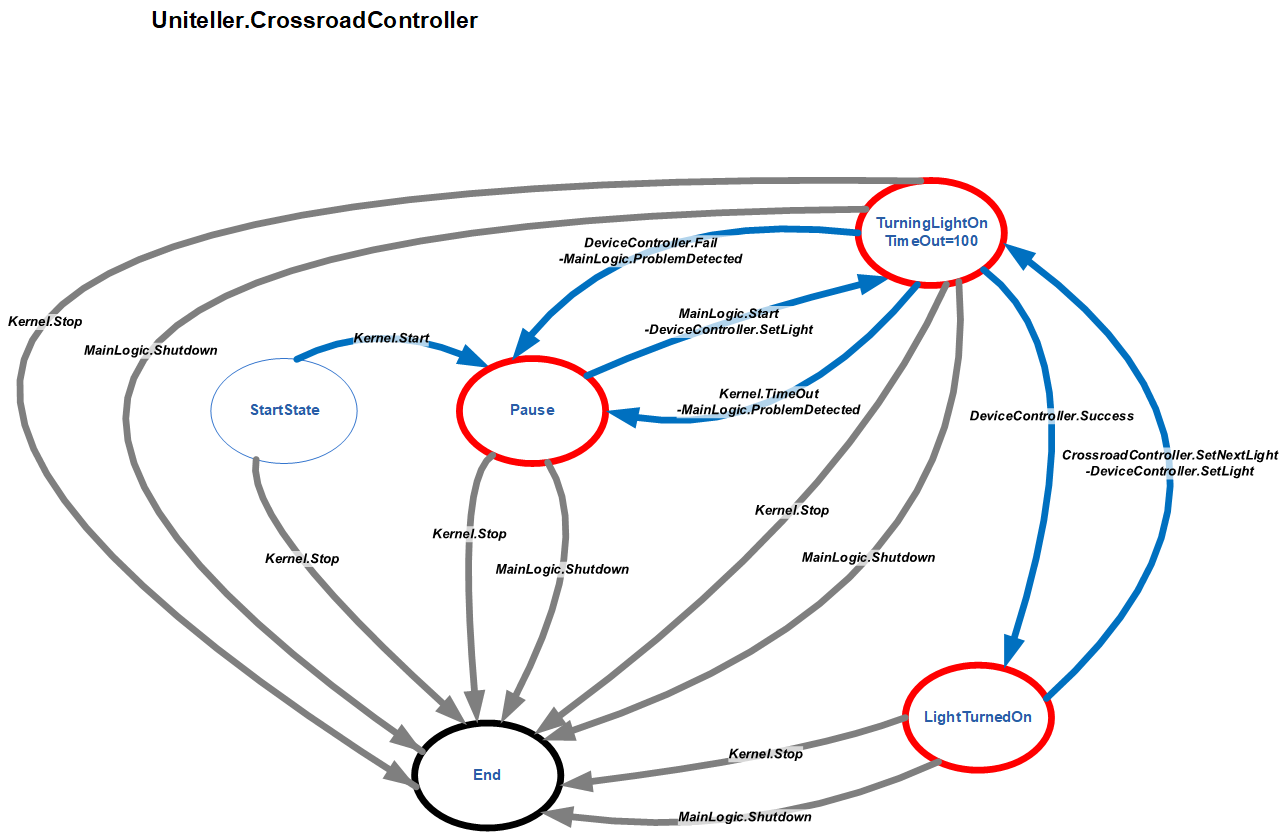 Uniteller.CrossroadController
TurningLightOn
TimeOut=100
DeviceController.Fail
-MainLogic.ProblemDetected
MainLogic.Start
-DeviceController.SetLight
Kernel.Stop
MainLogic.Shutdown
Kernel.Start
StartState
Pause
Kernel.TimeOut
-MainLogic.ProblemDetected
DeviceController.Success
CrossroadController.SetNextLight
-DeviceController.SetLight
Kernel.Stop
Kernel.Stop
Kernel.Stop
MainLogic.Shutdown
MainLogic.Shutdown
LightTurnedOn
Kernel.Stop
End
MainLogic.Shutdown